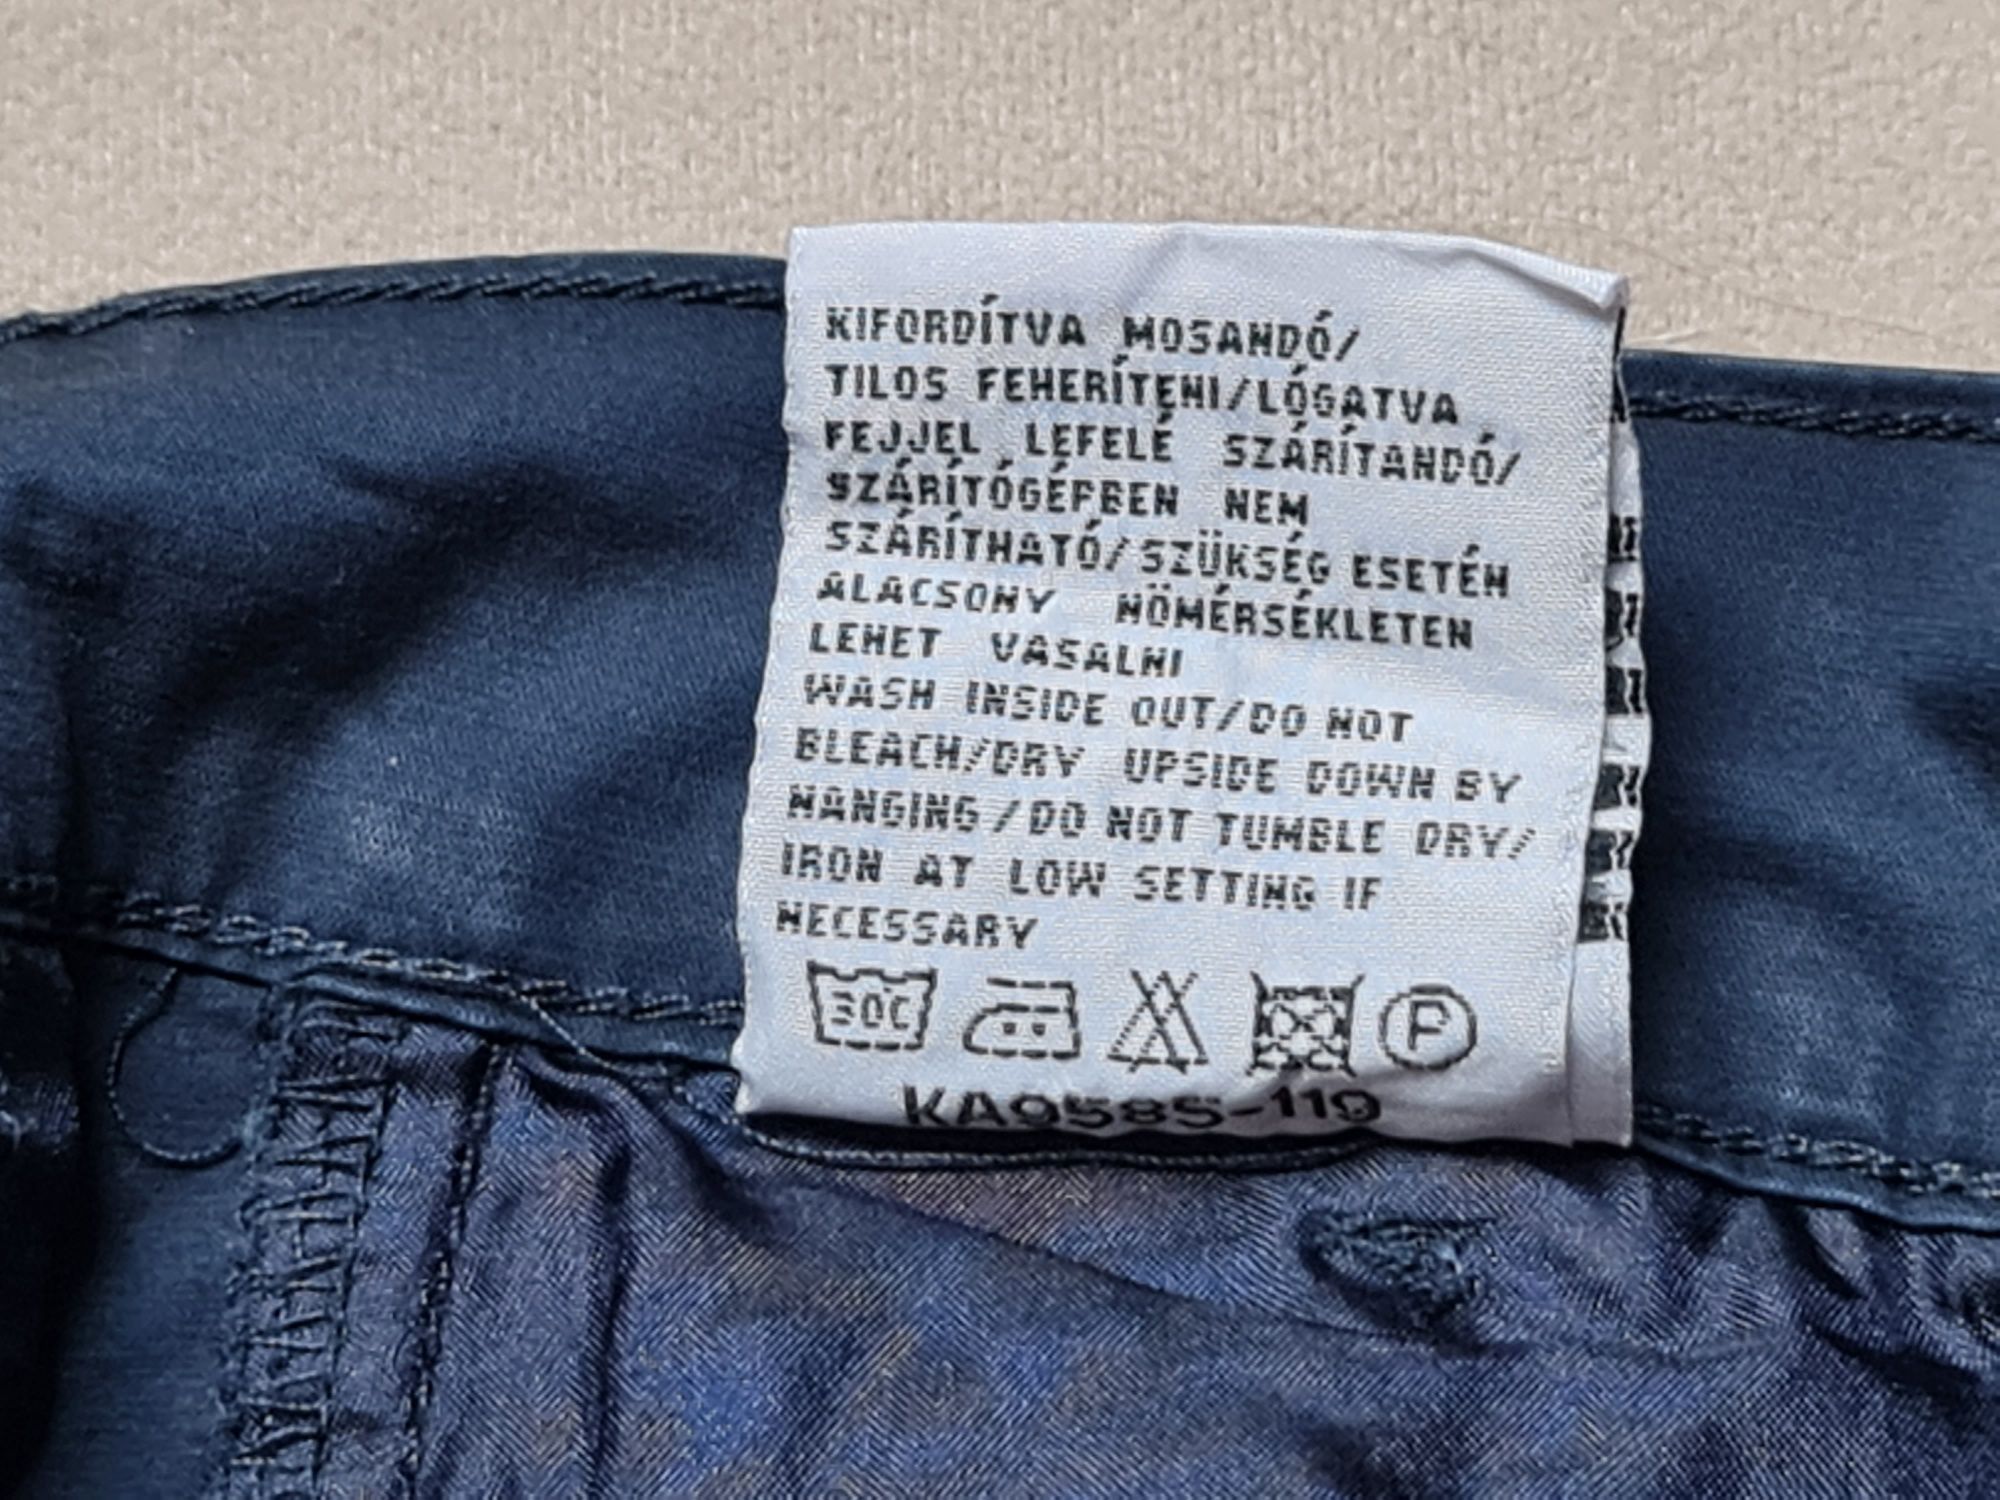 KIFORDÍTVA MOSANDÓ/
TILOS FEHERÍTENI/LÓGATVA
FEJJEL LEFELÉ SZÁRÍTANDÓ/
SZÁRÍTÓGÉPBEN NEM
SZÁRÍTHATÓ/SZÜKSÉG ESETÉN
ALACSONY HÖMÉRSÉKLETEN
LEHET VASALNI
WASH INSIDE OUT/DO NOT
BLEACH/DRY UPSIDE DOWN BY
HANGING/DO NOT TUMBLE DRY/
IRON AT LOW SETTING IF
NECESSARY
30C P
KA9585-119